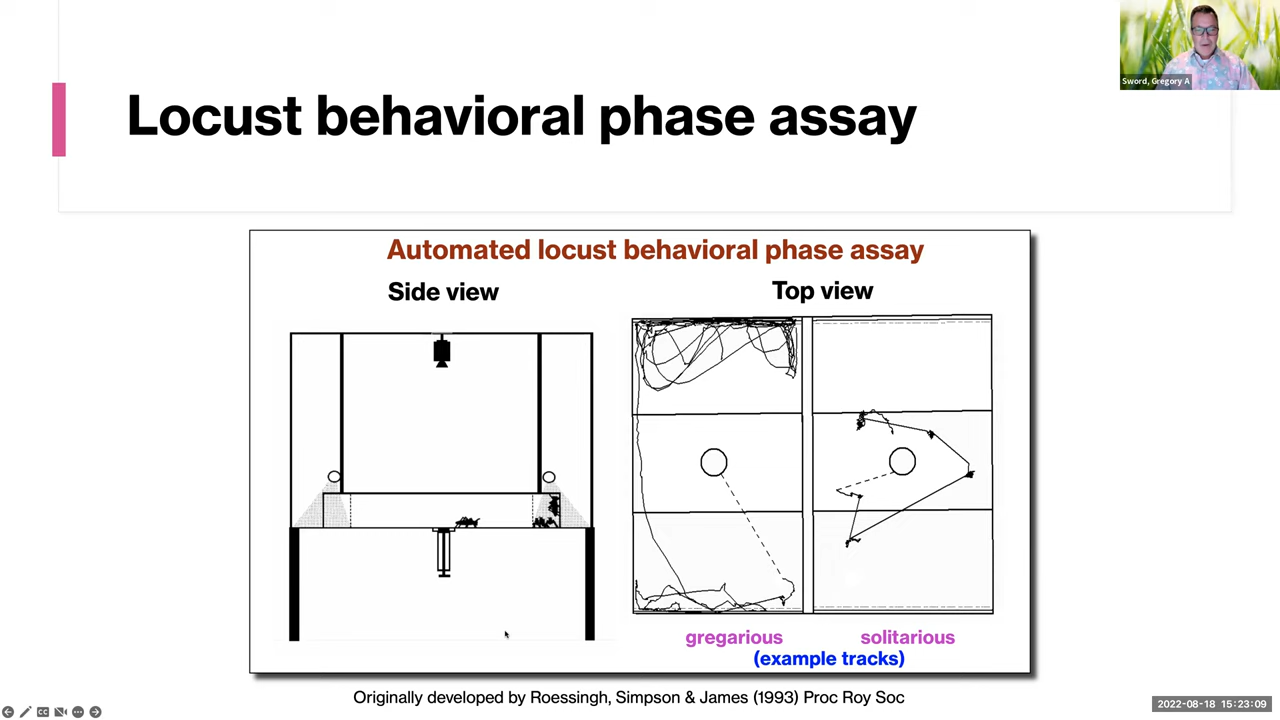 Sword, Gregory A
Locust behavioral phase assay
Automated locust behavioral phase assay
Side view
Top view
gregarious
solitarious
(example tracks)
Originally developed by Roessingh, Simpson & James (1993) Proc Roy Soc
CC
2022-08-18 15:23:09